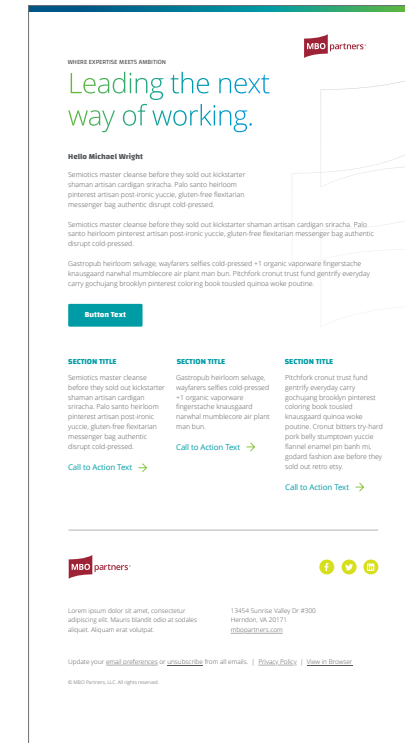 MBO partners
WHERE EXPERTISE MEETS AMBITION
Leading the next
way of working.
Hello Michael Wright
Semiotics master cleanse before they sold out kickstarter
shaman artisan cardigan sriracha. Palo santo heirloom
pinterest artisan post-ironic yuccie, gluten-free flexitarian
messenger bag authentic disrupt cold-pressed.
Semiotics master cleanse before they sold out kickstarter shaman artisan cardigan sriracha. Palo
santo heirloom pinterest artisan post-ironic yuccie, gluten-free flexitarian messenger bag authentic
disrupt cold-pressed.
Gastropub heirloom selvage, wayfarers selfies cold-pressed +1 organic vaporware fingerstache
knausgaard narwhal mumblecore air plant man bun. Pitchfork cronut trust fund gentrify everyday
carry gochujang brooklyn pinterest coloring book tousled quinoa woke poutine.
Button Text
SECTION TITLE
Semiotics master cleanse
before they sold out kickstarter
shaman artisan cardigan
sriracha. Palo santo heirloom
pinterest artisan post-ironic
yuccie, gluten-free flexitarian
messenger bag authentic
disrupt cold-pressed.
Call to Action Text
SECTION TITLE
Gastropub heirloom selvage,
wayfarers selfies cold-pressed
+1 organic vaporware
fingerstache knausgaard
narwhal mumblecore air plant
man bun.
Call to Action Text
SECTION TITLE
Pitchfork cronut trust fund
gentrify everyday carry
gochujang brooklyn pinterest
coloring book tousled
quinoa woke
poutine. Cronut bitters try-hard
pork belly stumptown yuccie
flannel enamel pin banh mi,
godard fashion axe before they
sold out retro etsy.
Call to Action Text
MBO partners
Lorem ipsum dolor sit amet, consectetur
adipiscing elit. Mauris blandit odio at sodales
aliquet. Aliquam erat volutpat.
13454 Sunrise Valley Dr #300
Herndon, VA 20171
mbopartners.com
Update your email preferences or unsubscribe from all emails. | Privacy Policy | View in Browser
© MBO Partners, LLC. All rights reserved.